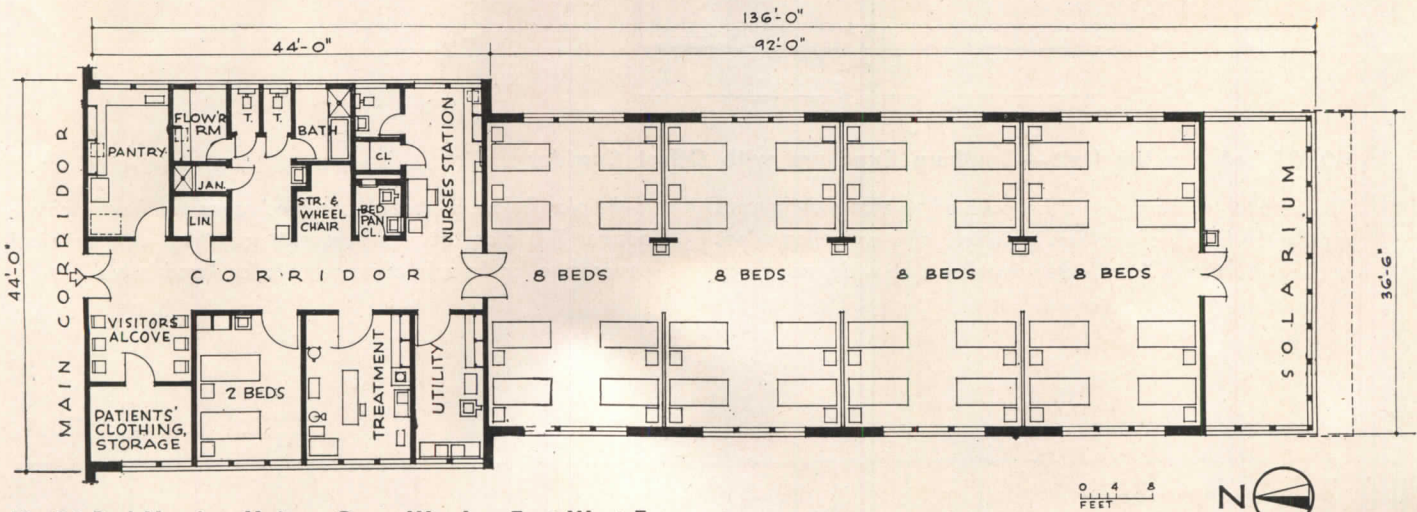 136'-0"
44'-0"
92'-0"
44'-0"
MAIN CORRIDOR
PANTRY
FLOW'R
RM
T.
T.
BATH
CL
JAN.
LIN.
STR. &
WHEEL
CHAIR
BED
PAN
CL.
NURSES STATION
CORRIDOR
8 BEDS
8 BEDS
8 BEDS
8 BEDS
SOLARIUM
36'-6"
VISITORS
ALCOVE
PATIENTS'
CLOTHING,
STORAGE
2 BEDS
TREATMENT
UTILITY
0 4 8
FEET
N